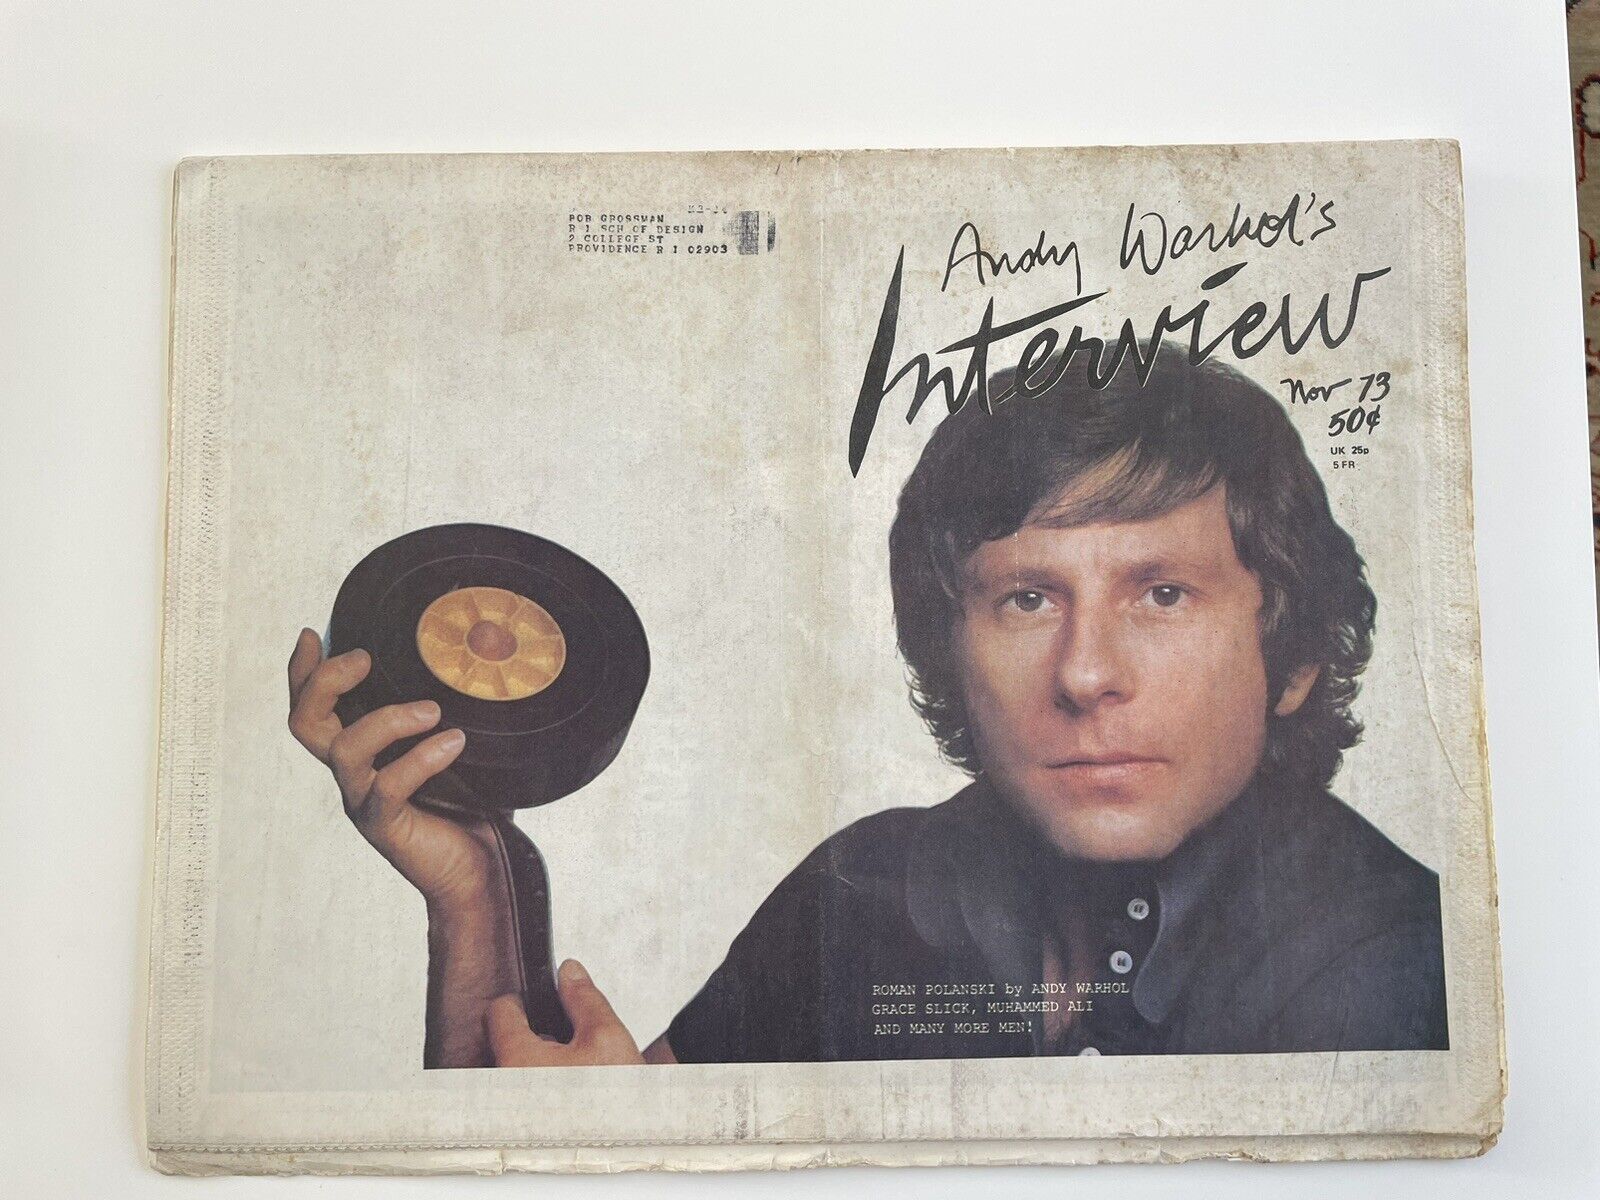 BOB GROSSMAN
R I SCH OF DESIGN
2 COLLEGE ST
PROVIDENCE R I 02903
Andy Warhol's
Interview
Nov 73
50¢
UK 25p
5 FR
ROMAN POLANSKI by ANDY WARHOL
GRACE SLICK, MUHAMMED ALI
AND MANY MORE MEN!